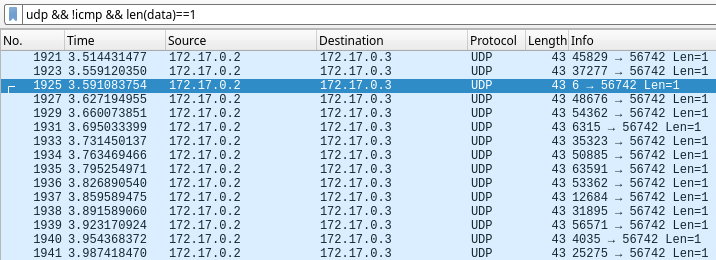 udp && !icmp && len(data)==1
No. Time Source Destination Protocol Length Info
1921 3.514431477 172.17.0.2 172.17.0.3 UDP 43 45829 → 56742 Len=1
1923 3.559120350 172.17.0.2 172.17.0.3 UDP 43 37277 → 56742 Len=1
1925 3.591083754 172.17.0.2 172.17.0.3 UDP 43 6 → 56742 Len=1
1927 3.627194955 172.17.0.2 172.17.0.3 UDP 43 48676 → 56742 Len=1
1929 3.660073851 172.17.0.2 172.17.0.3 UDP 43 54362 → 56742 Len=1
1931 3.695033399 172.17.0.2 172.17.0.3 UDP 43 6315 → 56742 Len=1
1933 3.731450137 172.17.0.2 172.17.0.3 UDP 43 35323 → 56742 Len=1
1934 3.763469466 172.17.0.2 172.17.0.3 UDP 43 50885 → 56742 Len=1
1935 3.795254971 172.17.0.2 172.17.0.3 UDP 43 63591 → 56742 Len=1
1936 3.826890540 172.17.0.2 172.17.0.3 UDP 43 53362 → 56742 Len=1
1937 3.859589475 172.17.0.2 172.17.0.3 UDP 43 12684 → 56742 Len=1
1938 3.891589060 172.17.0.2 172.17.0.3 UDP 43 31895 → 56742 Len=1
1939 3.923170924 172.17.0.2 172.17.0.3 UDP 43 56571 → 56742 Len=1
1940 3.954368372 172.17.0.2 172.17.0.3 UDP 43 4035 → 56742 Len=1
1941 3.987418470 172.17.0.2 172.17.0.3 UDP 43 25275 → 56742 Len=1